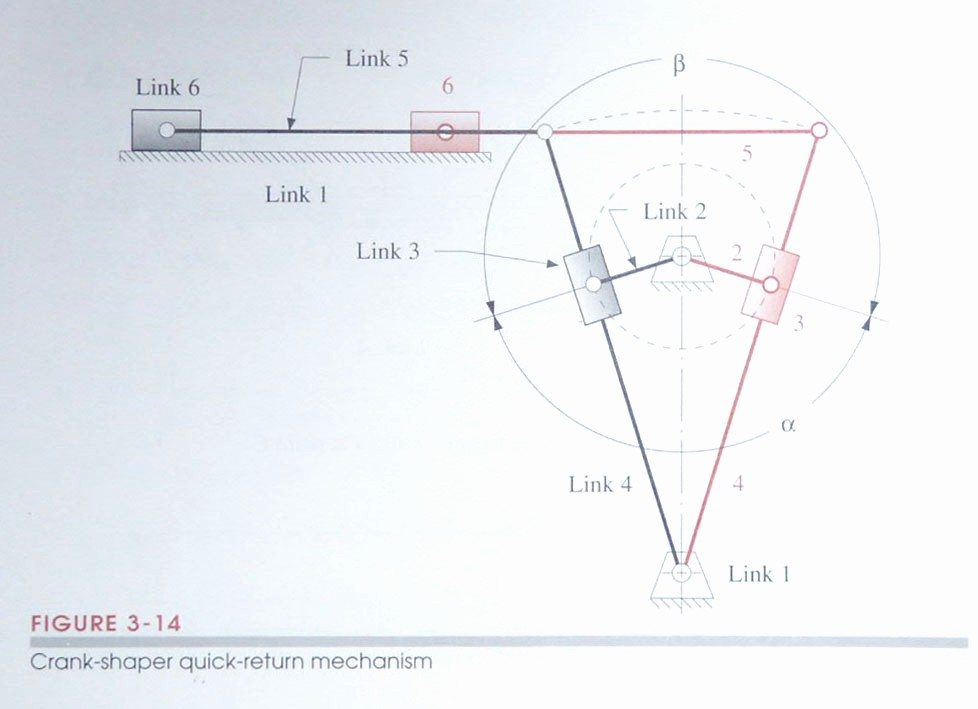 β
Link 5
Link 6
6
5
Link 1
Link 2
Link 3
2
3
α
Link 4
4
Link 1
FIGURE 3-14
Crank-shaper quick-return mechanism